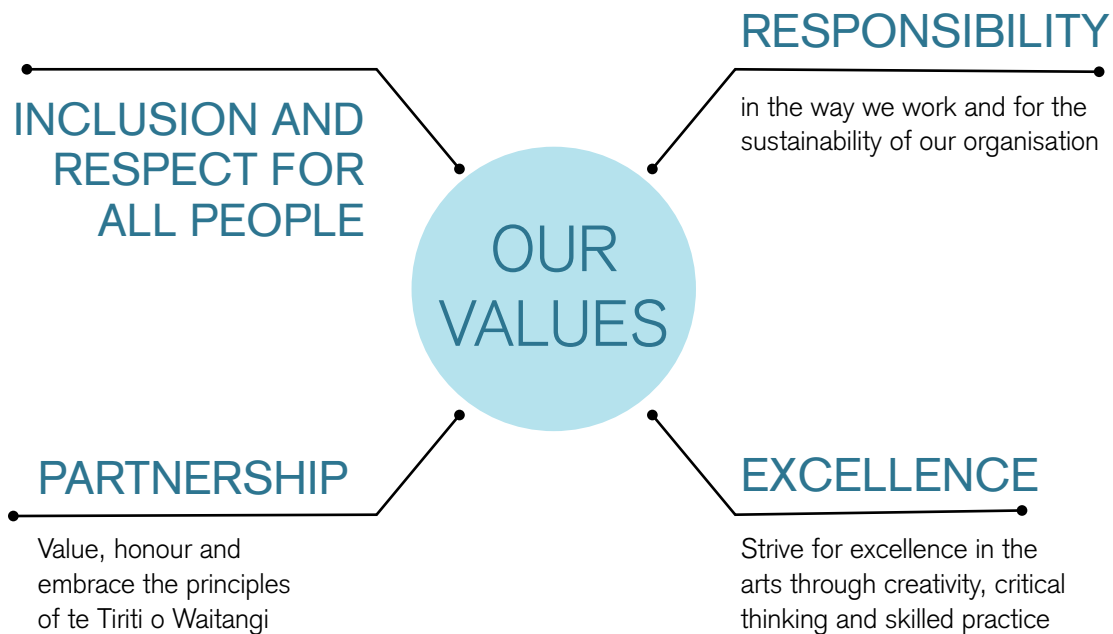 OUR
VALUES
INCLUSION AND
RESPECT FOR
ALL PEOPLE
RESPONSIBILITY
in the way we work and for the
sustainability of our organisation
PARTNERSHIP
Value, honour and
embrace the principles
of te Tiriti o Waitangi
EXCELLENCE
Strive for excellence in the
arts through creativity, critical
thinking and skilled practice